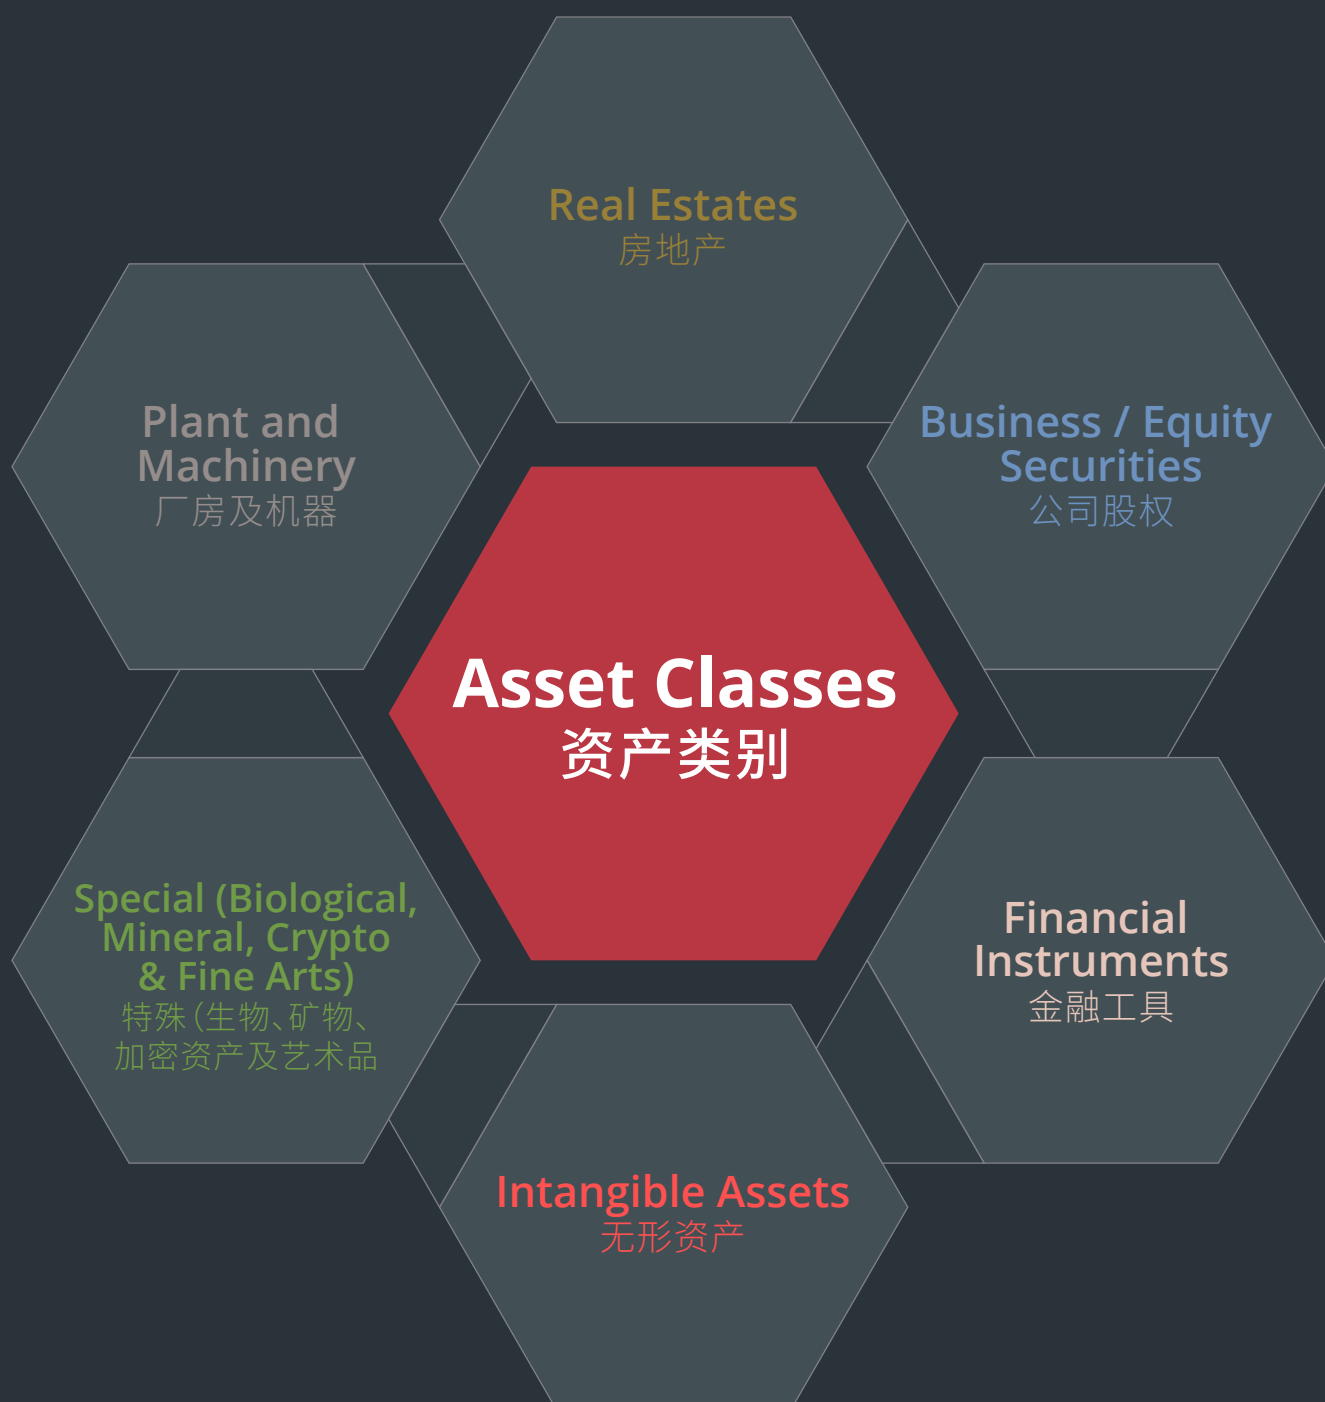 Real Estates
房地产
Plant and
Machinery
厂房及机器
Business / Equity
Securities
公司股权
Asset Classes
资产类别
Special (Biological,
Mineral, Crypto
& Fine Arts)
特殊（生物、矿物、
加密资产及艺术品
Financial
Instruments
金融工具
Intangible Assets
无形资产